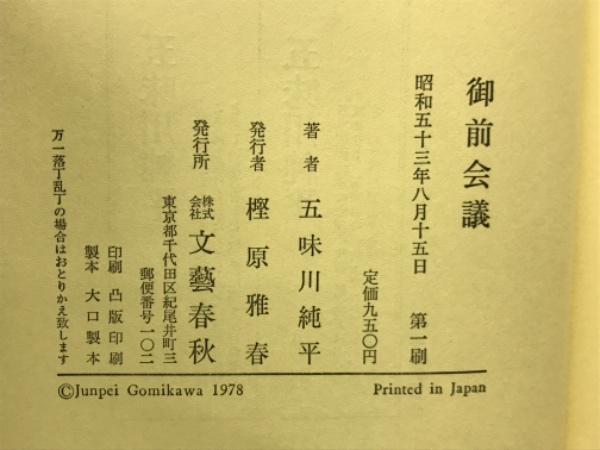 御前会議
昭和五十三年八月十五日　第一刷
定価九五〇円
著者　五味川純平
発行者　樫原雅春
発行所　株式会社　文藝春秋
東京都千代田区紀尾井町三
郵便番号一〇二
印刷　凸版印刷
製本　大口製本
万一落丁乱丁の場合はおとりかえ致します
©Junpei Gomikawa 1978
Printed in Japan